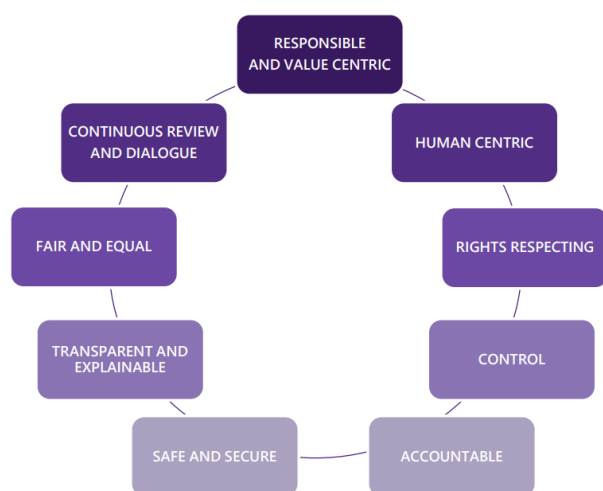 RESPONSIBLE
AND VALUE CENTRIC
CONTINUOUS REVIEW
AND DIALOGUE
HUMAN CENTRIC
FAIR AND EQUAL
RIGHTS RESPECTING
TRANSPARENT AND
EXPLAINABLE
CONTROL
SAFE AND SECURE
ACCOUNTABLE